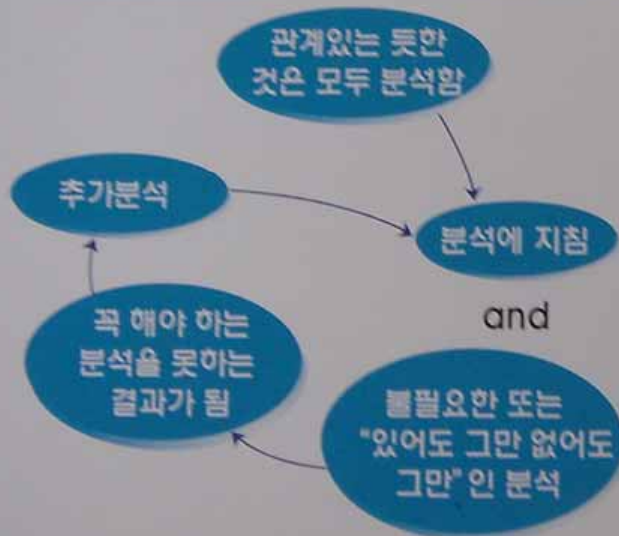 관계있는 듯한
것은 모두 분석함
추가분석
분석에 지침
and
꼭 해야 하는
분석을 못하는
결과가 됨
불필요한 또는
"있어도 그만 없어도
그만"인 분석